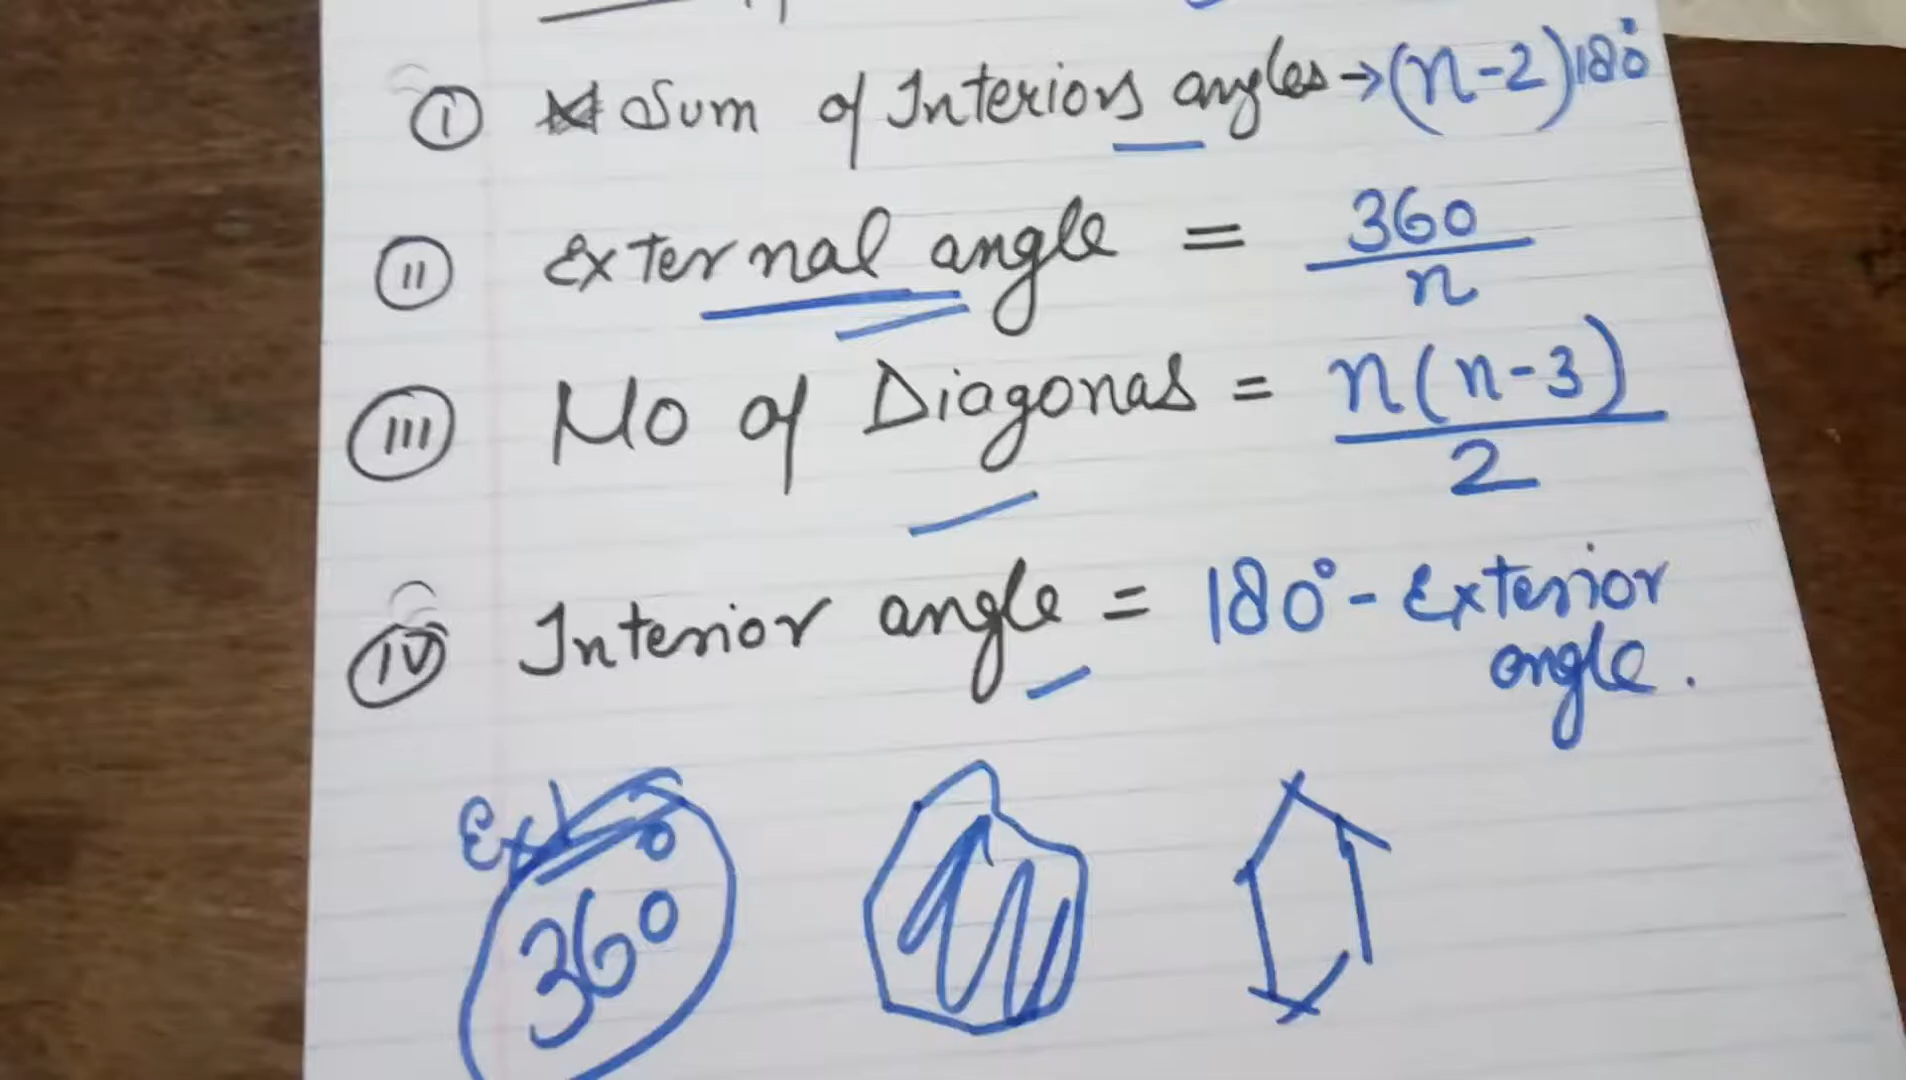 (I) Sum of Interiors angles → (n-2)180°
(II) External angle = 360/n
(III) No of Diagonas = n(n-3)/2
(IV) Interior angle = 180° - Exterior
angle.
Ext
360